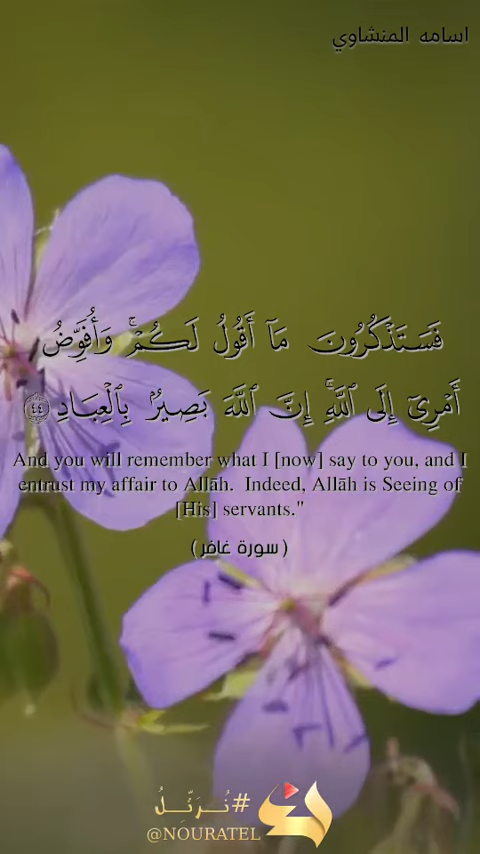 اسامه المنشاوي
فَسَتَذْكُرُونَ مَآ أَقُولُ لَكُمْ ۚ وَأُفَوِّضُ
أَمْرِىٓ إِلَى ٱللَّهِ ۚ إِنَّ ٱللَّهَ بَصِيرٌۢ بِٱلْعِبَادِ ٤٤
And you will remember what I [now] say to you, and I
entrust my affair to Allāh. Indeed, Allāh is Seeing of
[His] servants."
( سورة غافر )
#نُـرَتِّـلُ
@NOURATEL